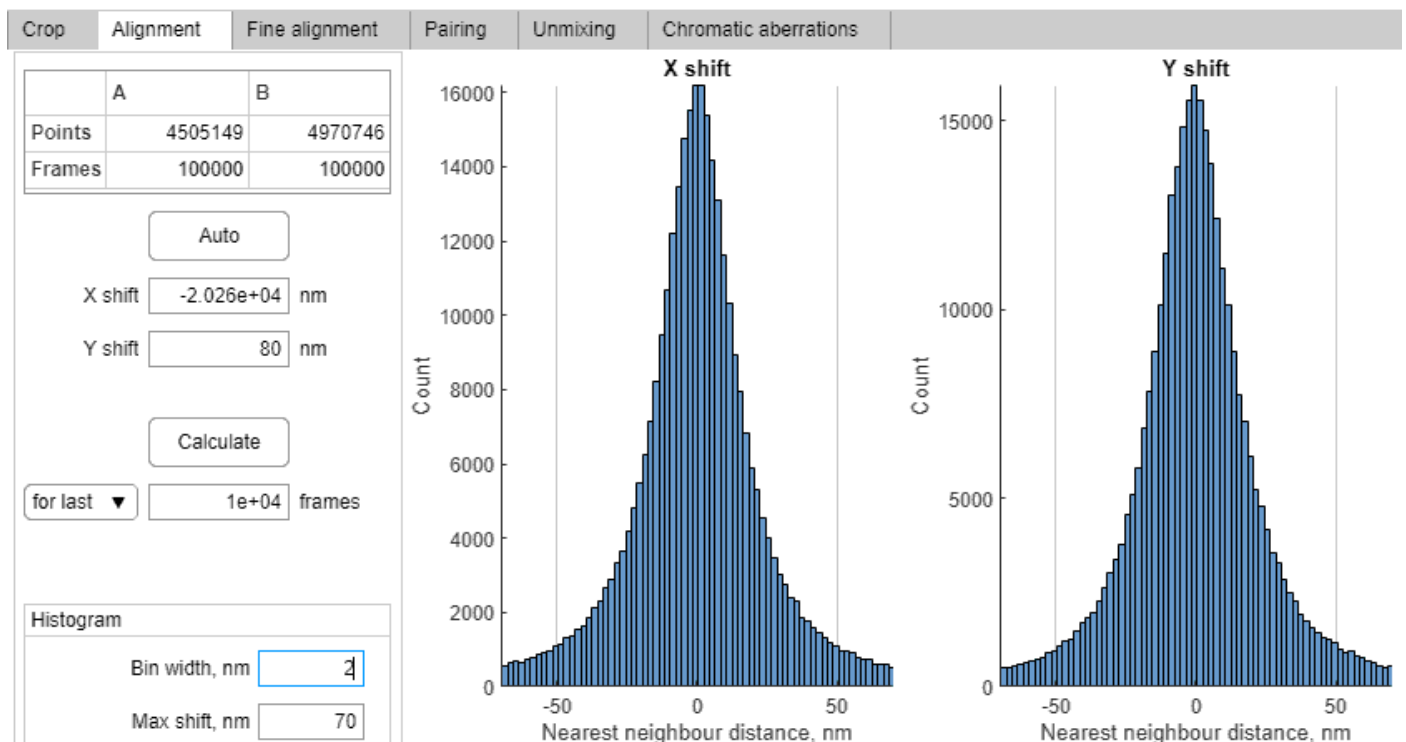 Crop Alignment Fine alignment Pairing Unmixing Chromatic aberrations
A B
Points 4505149 4970746
Frames 100000 100000
Auto
X shift -2.026e+04 nm
Y shift 80 nm
Calculate
for last ▼ 1e+04 frames
Histogram
Bin width, nm 2
Max shift, nm 70
X shift
16000
14000
12000
10000
8000
6000
4000
2000
0
Count
-50 0 50
Nearest neighbour distance, nm
Y shift
15000
10000
5000
0
Count
-50 0 50
Nearest neighbour distance, nm